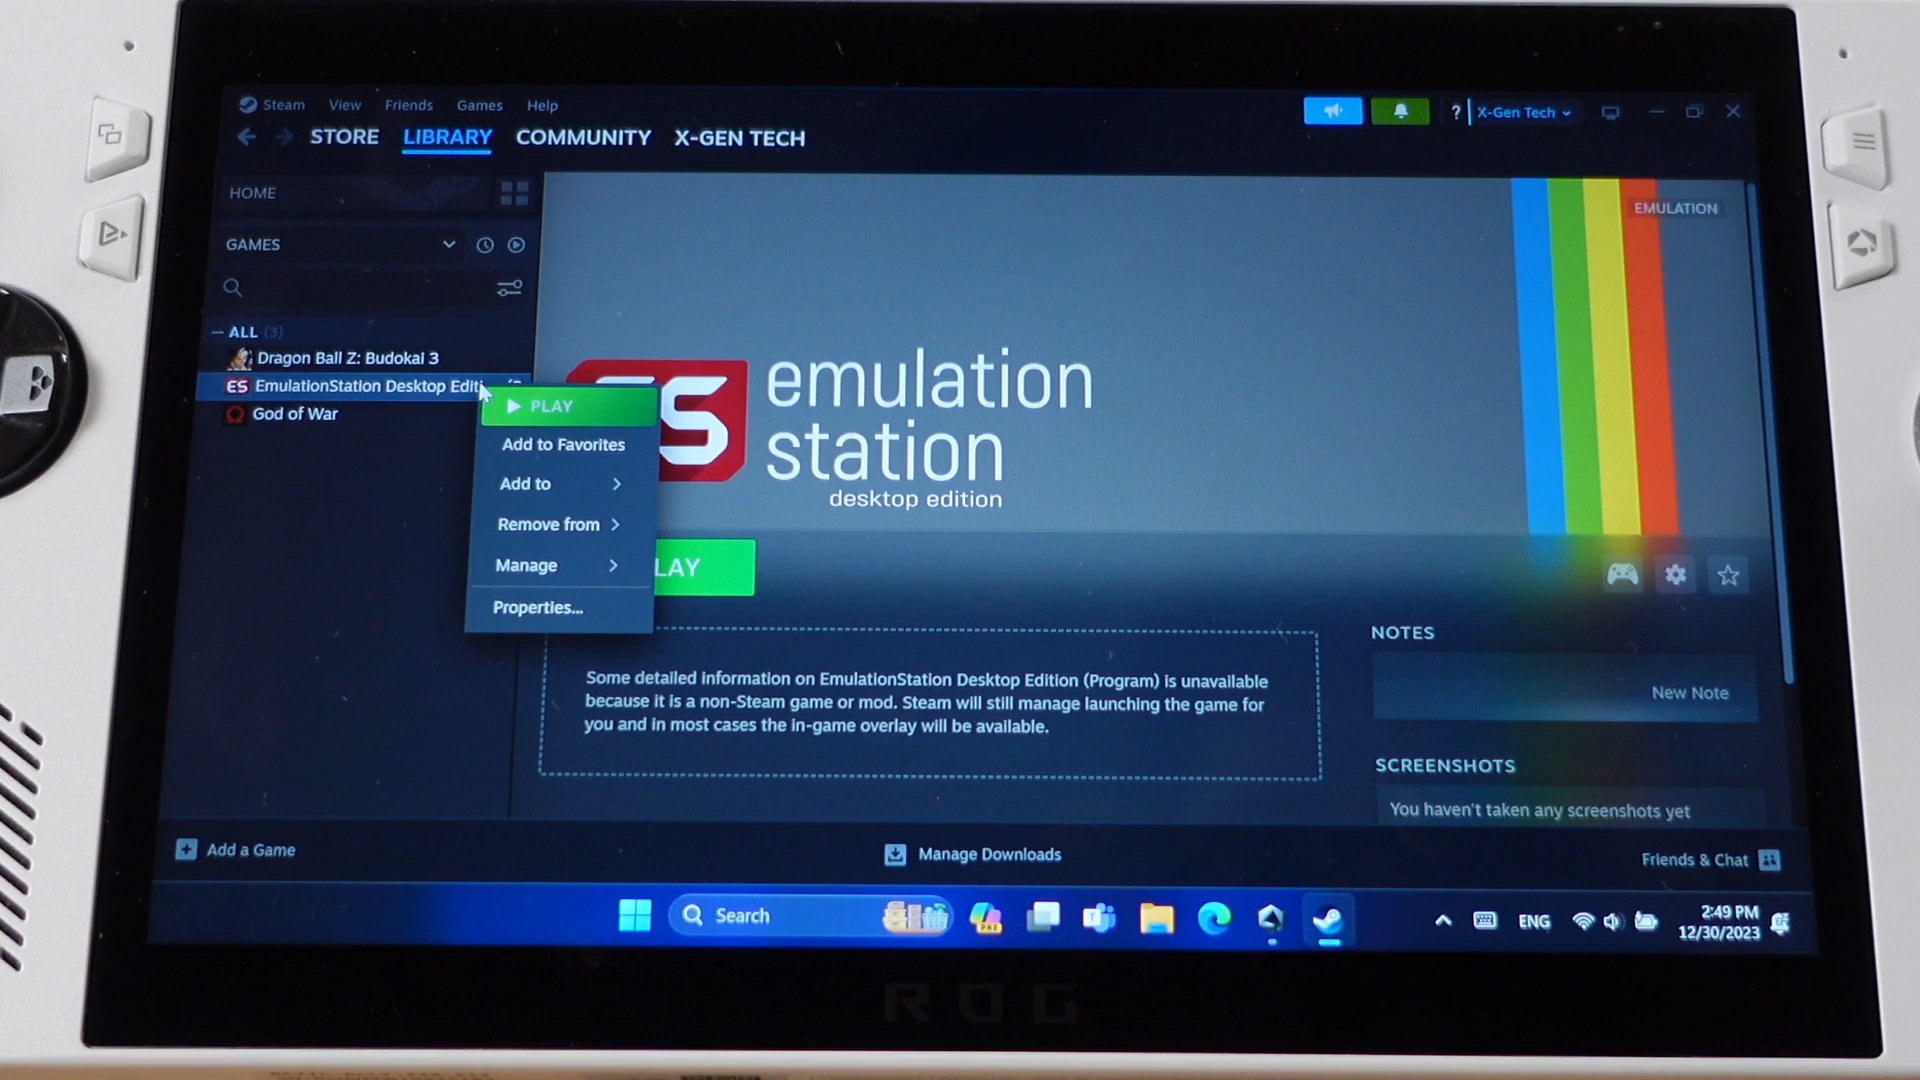 Steam View Friends Games Help
? X-Gen Tech
STORE LIBRARY COMMUNITY X-GEN TECH
HOME
GAMES
ALL (3)
Dragon Ball Z: Budokai 3
ES EmulationStation Desktop Editi
God of War
PLAY
Add to Favorites
Add to
Remove from
Manage
Properties...
EMULATION
S
emulation
station
desktop edition
LAY
Some detailed information on EmulationStation Desktop Edition (Program) is unavailable
because it is a non-Steam game or mod. Steam will still manage launching the game for
you and in most cases the in-game overlay will be available.
NOTES
New Note
SCREENSHOTS
You haven't taken any screenshots yet
Add a Game
Manage Downloads
Friends & Chat
Search
PRE
ENG
2:49 PM
12/30/2023
ROG